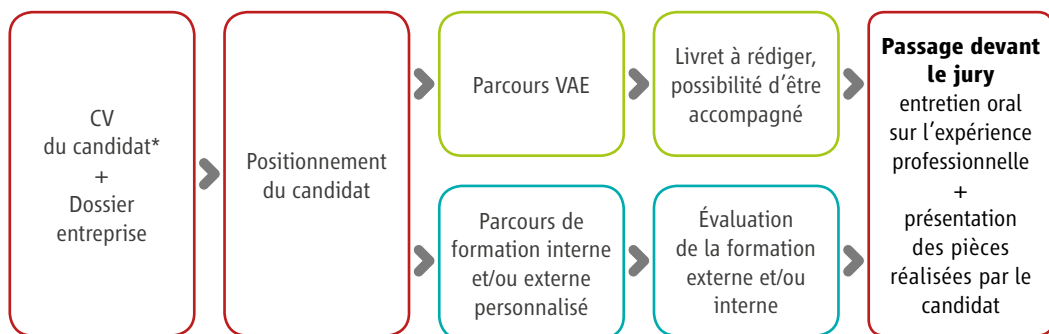 CV
du candidat*
+
Dossier
entreprise
Positionnement
du candidat
Parcours VAE
Livret à rédiger,
possibilité d’être
accompagné
Parcours de
formation interne
et/ou externe
personnalisé
Évaluation
de la formation
externe et/ou
interne
Passage devant
le jury
entretien oral
sur l’expérience
professionnelle
+
présentation
des pièces
réalisées par le
candidat